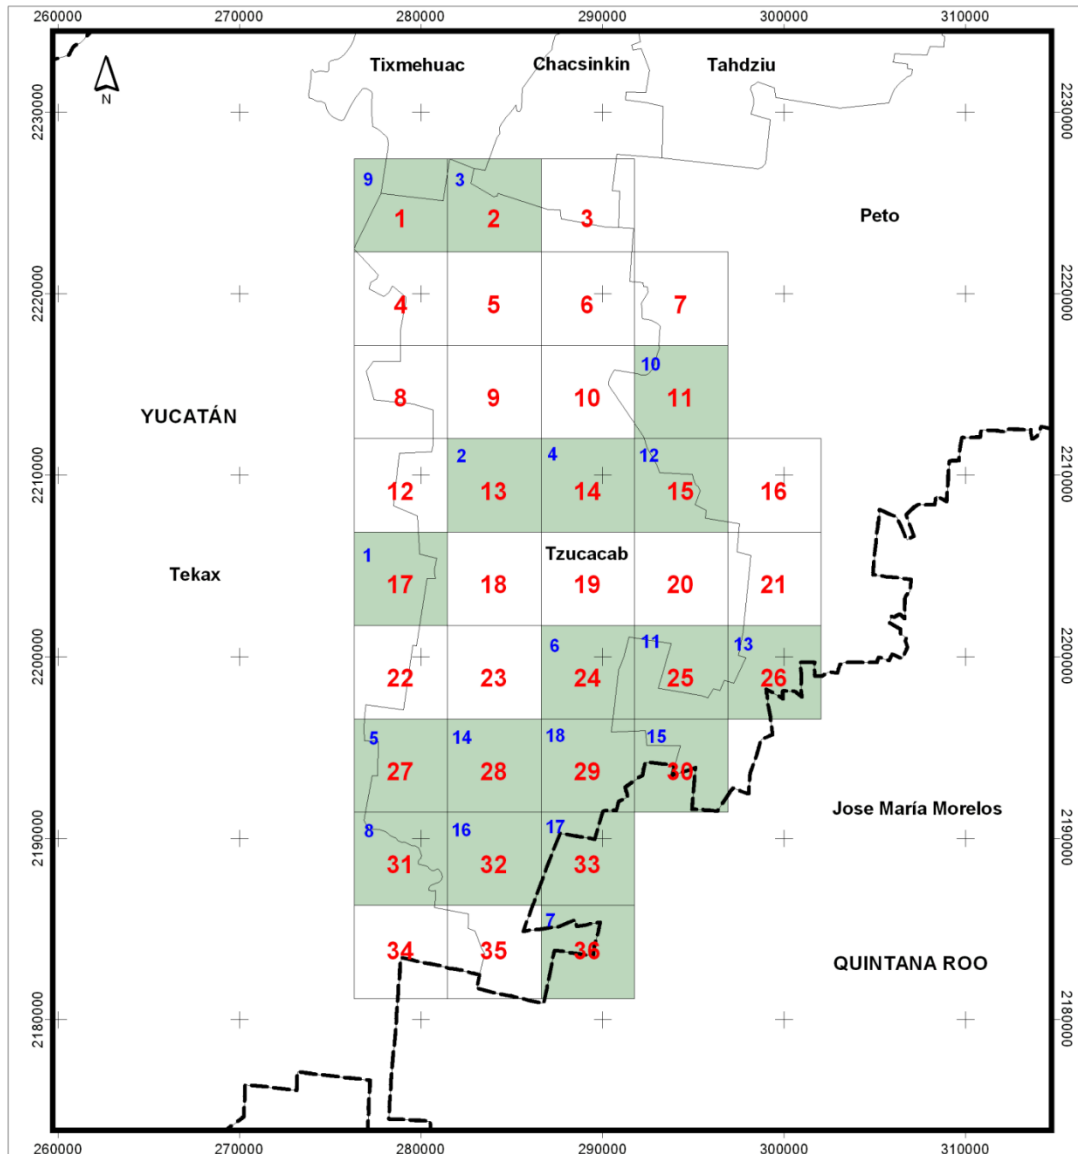 260000 270000 280000 290000 300000 310000
Tixmehuac Chacsinkin Tahdziu
N
2230000 2230000
9 3
1 2 3
Peto
2220000 2220000
4 5 6 7
10
8 9 10 11
YUCATÁN
2 4 12
2210000 2210000
12 13 14 15 16
1 Tzucacab
Tekax
17 18 19 20 21
6 11 13
2200000 2200000
22 23 24 25 26
5 14 18 15
27 28 29 30
Jose María Morelos
8 16 17
2190000 2190000
31 32 33
7
34 35 36
QUINTANA ROO
2180000 2180000
260000 270000 280000 290000 300000 310000